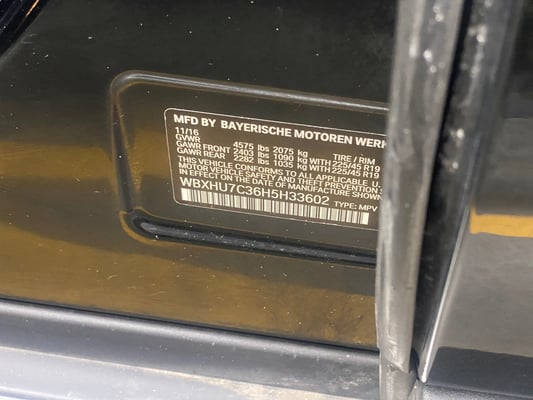 MFD BY BAYERISCHE MOTOREN WERK
11/16
GVWR 4575 lbs 2075 kg TIRE / RIM
GAWR FRONT 2403 lbs 1090 kg WITH 225/45 R19
GAWR REAR 2282 lbs 1035 kg WITH 225/45 R19
THIS VEHICLE CONFORMS TO ALL APPLICABLE U.
MOTOR VEHICLE SAFETY AND THEFT PREVENTION
IN EFFECT ON THE DATE OF MANUFACTURE SHOWN
WBXHU7C36H5H33602
TYPE: MPV